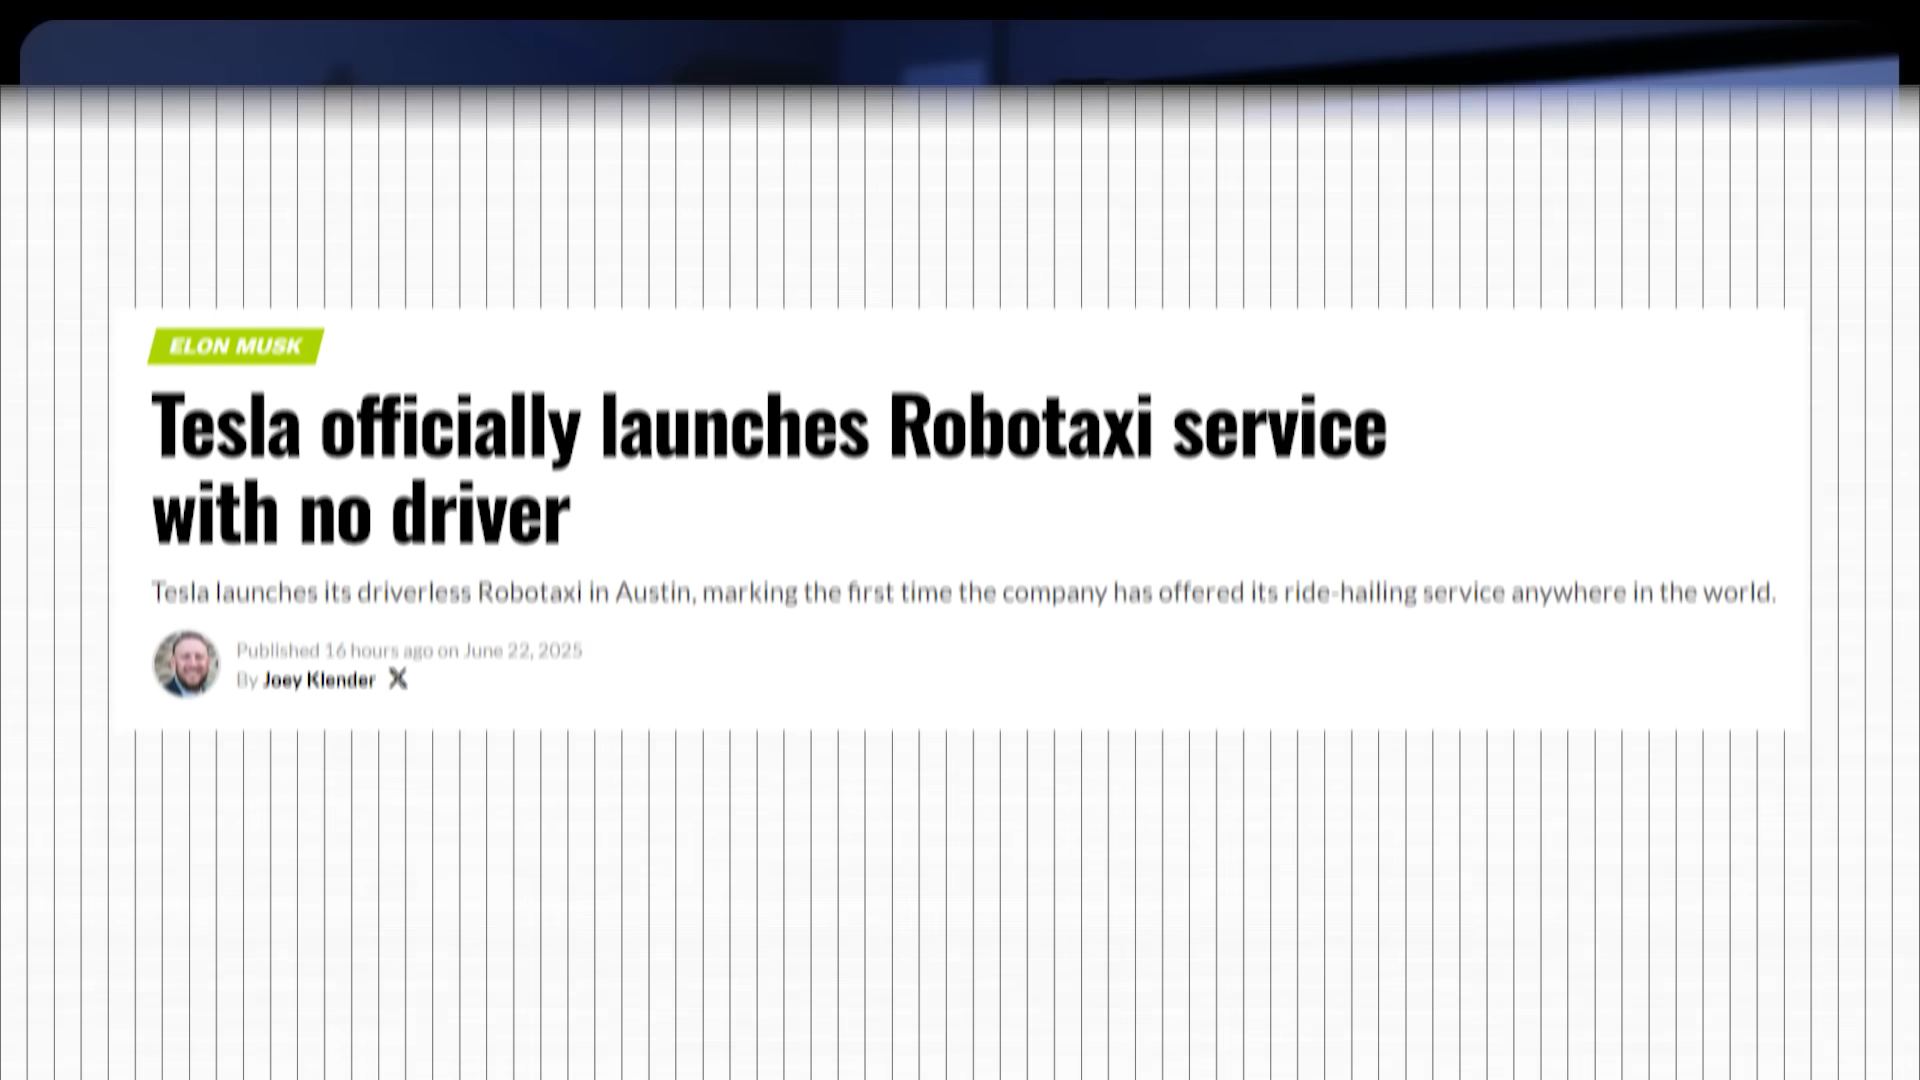 ELON MUSK
Tesla officially launches Robotaxi service
with no driver
Tesla launches its driverless Robotaxi in Austin, marking the first time the company has offered its ride-hailing service anywhere in the world.
Published 16 hours ago on June 22, 2025
By Joey Klender X